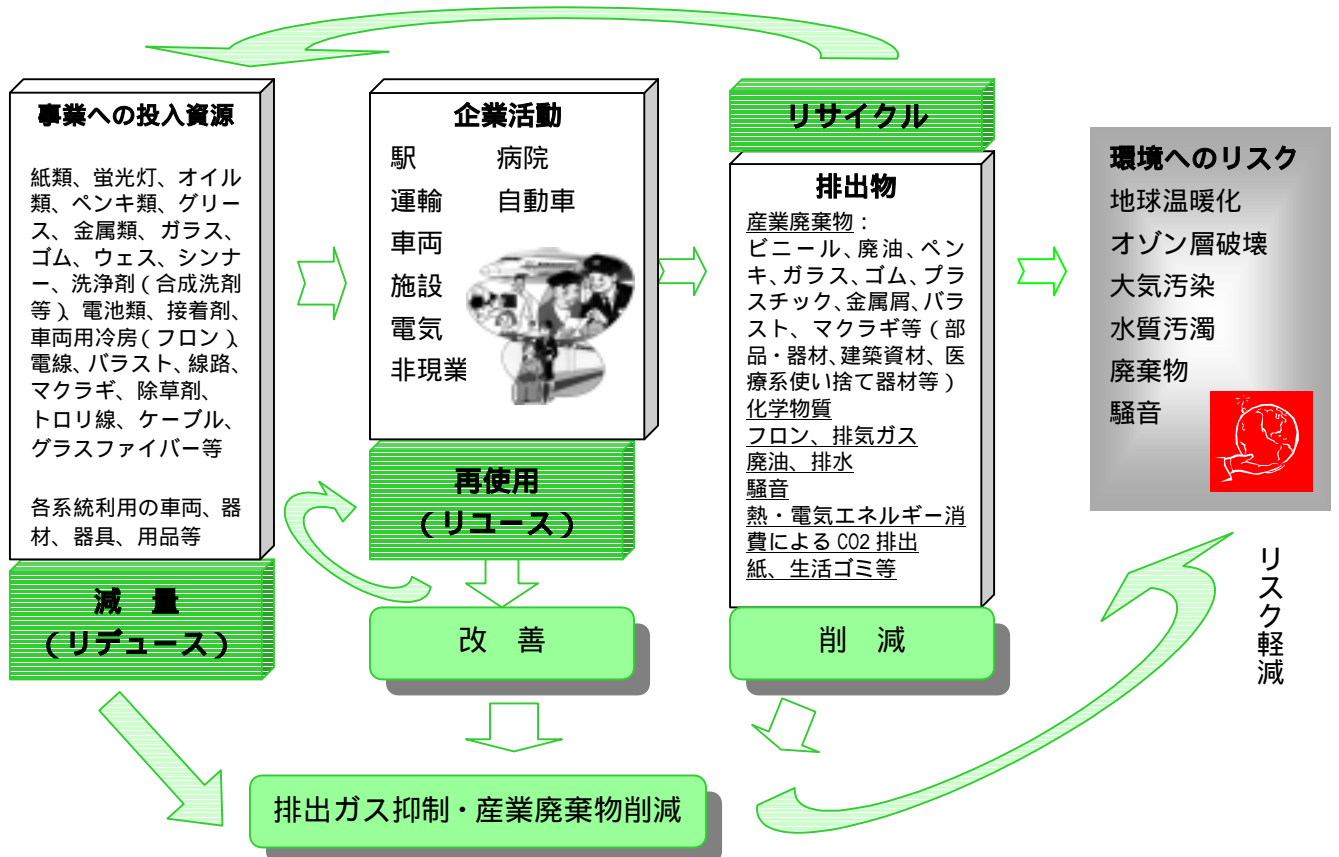 事業への投入資源
紙類、蛍光灯、オイル
類、ペンキ類、グリー
ス、金属類、ガラス、
ゴム、ウェス、シンナ
ー、洗浄剤（合成洗剤
等）、電池類、接着剤、
車両用冷房（フロン）、
電線、バラスト、線路、
マクラギ、除草剤、
トロリ線、ケーブル、
グラスファイバー等
各系統利用の車両、器
材、器具、用品等
減　量
（リデュース）
企業活動
駅　病院
運輸　自動車
車両
施設
電気
非現業
再使用
（リユース）
改　善
リサイクル
排出物
産業廃棄物：
ビニール、廃油、ペン
キ、ガラス、ゴム、プラ
スチック、金属屑、バラ
スト、マクラギ等（部
品・器材、建築資材、医
療系使い捨て器材等）
化学物質
フロン、排気ガス
廃油、排水
騒音
熱・電気エネルギー消
費による CO2 排出
紙、生活ゴミ等
削　減
環境へのリスク
地球温暖化
オゾン層破壊
大気汚染
水質汚濁
廃棄物
騒音
リスク軽減
排出ガス抑制・産業廃棄物削減